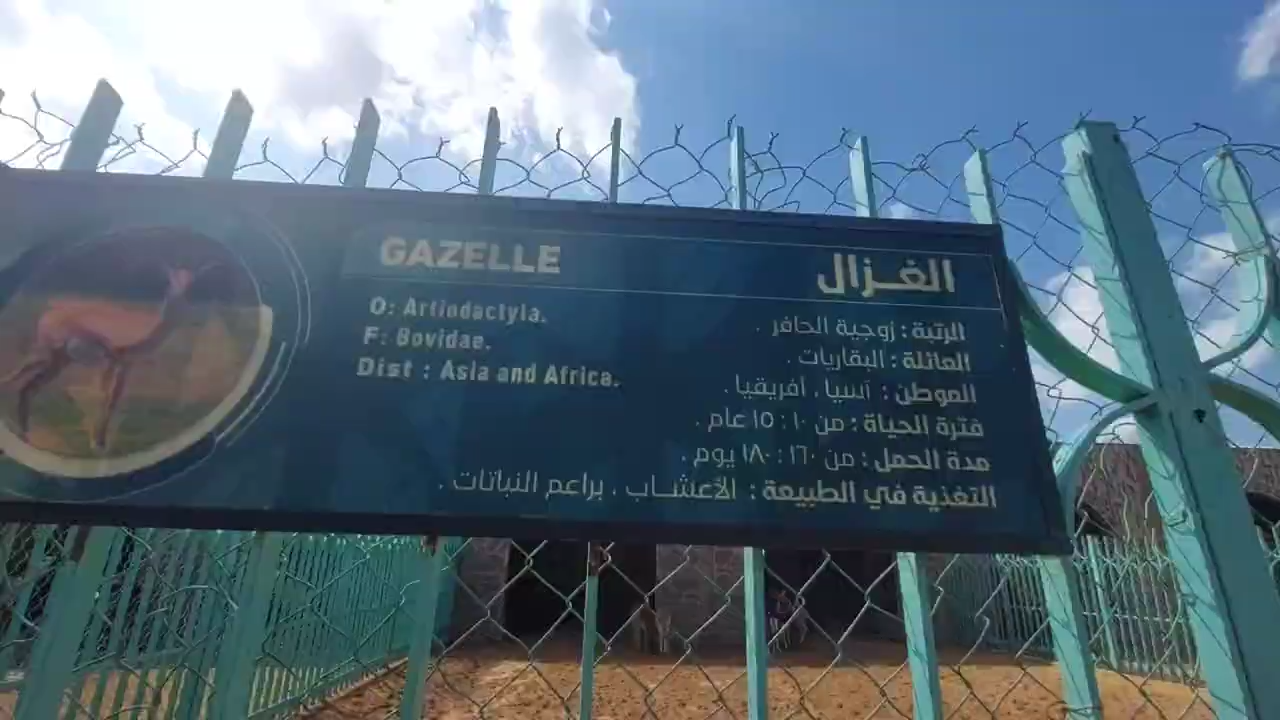 GAZELLE
O: Artindactyla.
F: Bovidae.
Dist : Asia and Africa.
الغزال
الرتبة : زوجية الحافر .
العائلة : البقاريات .
الموطن : آسيا ، أفريقيا .
فترة الحياة : من ١٠ : ١٥ عام .
مدة الحمل : من ١٦٠ : ١٨٠ يوم .
التغذية في الطبيعة : الأعشاب ، براعم النباتات .